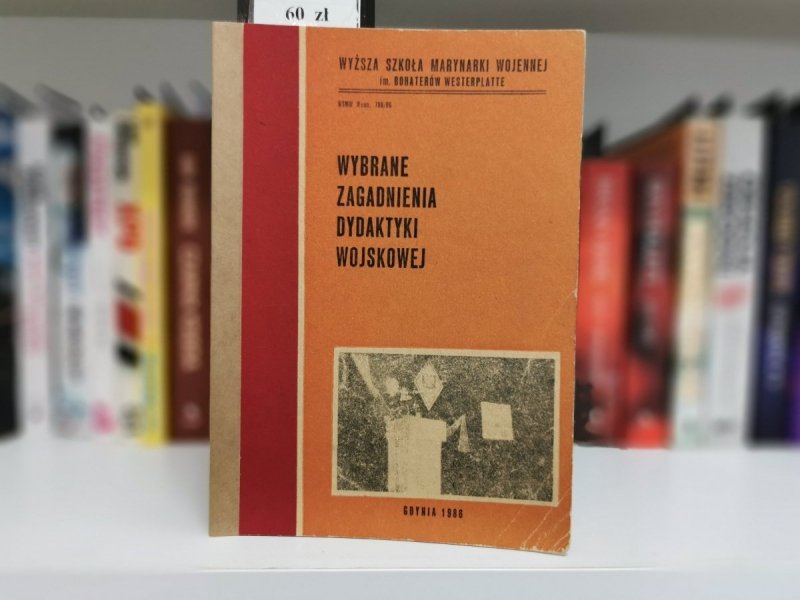 60 zł
WYŻSZA SZKOŁA MARYNARKI WOJENNEJ
im. BOHATERÓW WESTERPLATTE
WYBRANE
ZAGADNIENIA
DYDAKTYKI
WOJSKOWEJ
GDYNIA 1986